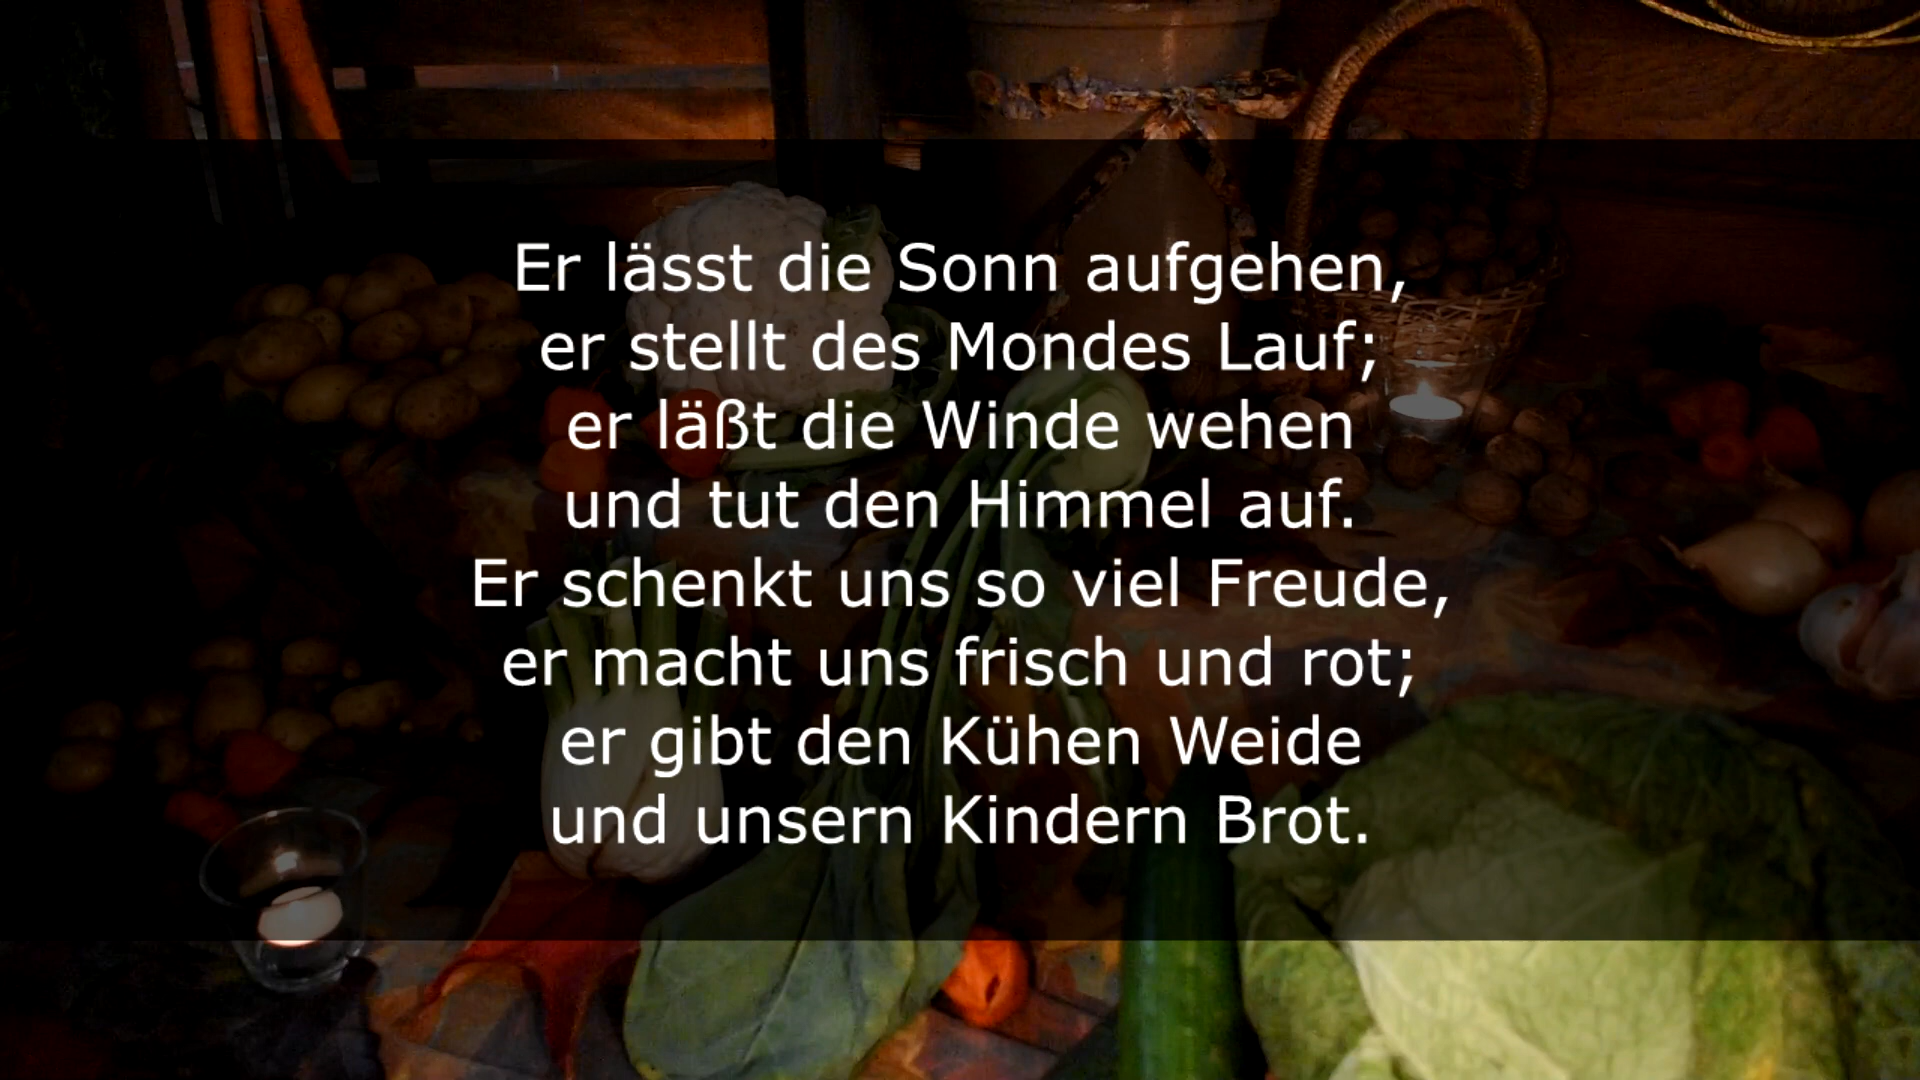 Er lässt die Sonn aufgehen,
er stellt des Mondes Lauf;
er läßt die Winde wehen
und tut den Himmel auf.
Er schenkt uns so viel Freude,
er macht uns frisch und rot;
er gibt den Kühen Weide
und unsern Kindern Brot.